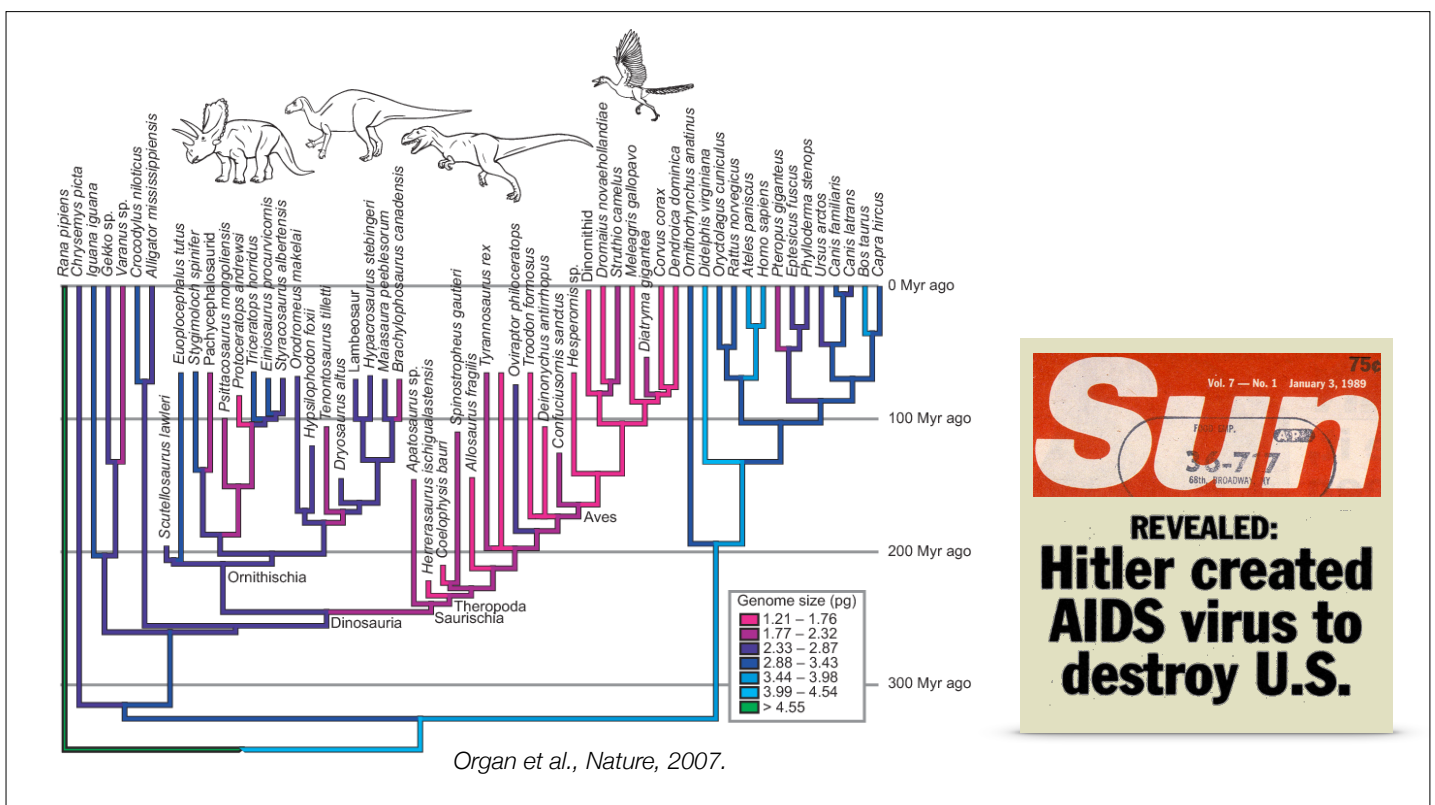 Rana pipiens
Chrysemys picta
Iguana iguana
Gekko sp.
Varanus sp.
Crocodylus niloticus
Alligator mississippiensis
Scutellosaurus lawleri
Euoplocephalus tutus
Stygimoloch spinifer
Pachycephalosaurid
Psittacosaurus mongoliensis
Protoceratops andrewsi
Triceratops horridus
Einiosaurus procurvicornis
Styracosaurus albertensis
Orodromeus makelai
Hypsilophodon foxii
Tenontosaurus tilletti
Dryosaurus altus
Lambeosaur
Hypacrosaurus stebingeri
Maiasaura peeblesorum
Brachylophosaurus canadensis
Apatosaurus sp.
Herrerasaurus ischigualastensis
Coelophysis bauri
Spinostropheus gautieri
Allosaurus fragilis
Tyrannosaurus rex
Oviraptor philoceratops
Troodon formosus
Deinonychus antirrhopus
Confuciusornis sanctus
Hesperornis sp.
Dinornithid
Dromaius novaehollandiae
Struthio camelus
Meleagris gallopavo
Diatryma gigantea
Corvus corax
Dendroica dominica
Ornithorhynchus anatinus
Didelphis virginiana
Oryctolagus cuniculus
Rattus norvegicus
Ateles paniscus
Homo sapiens
Pteropus giganteus
Eptesicus fuscus
Phylloderma stenops
Ursus arctos
Canis familiaris
Canis latrans
Bos taurus
Capra hircus
0 Myr ago
100 Myr ago
200 Myr ago
300 Myr ago
Aves
Ornithischia
Theropoda
Saurischia
Dinosauria
Genome size (pg)
1.21 – 1.76
1.77 – 2.32
2.33 – 2.87
2.88 – 3.43
3.44 – 3.98
3.99 – 4.54
> 4.55
Organ et al., Nature, 2007.
75¢
Vol. 7 — No. 1 January 3, 1989
Sun
68th, BROADWAY NY
REVEALED:
Hitler created
AIDS virus to
destroy U.S.